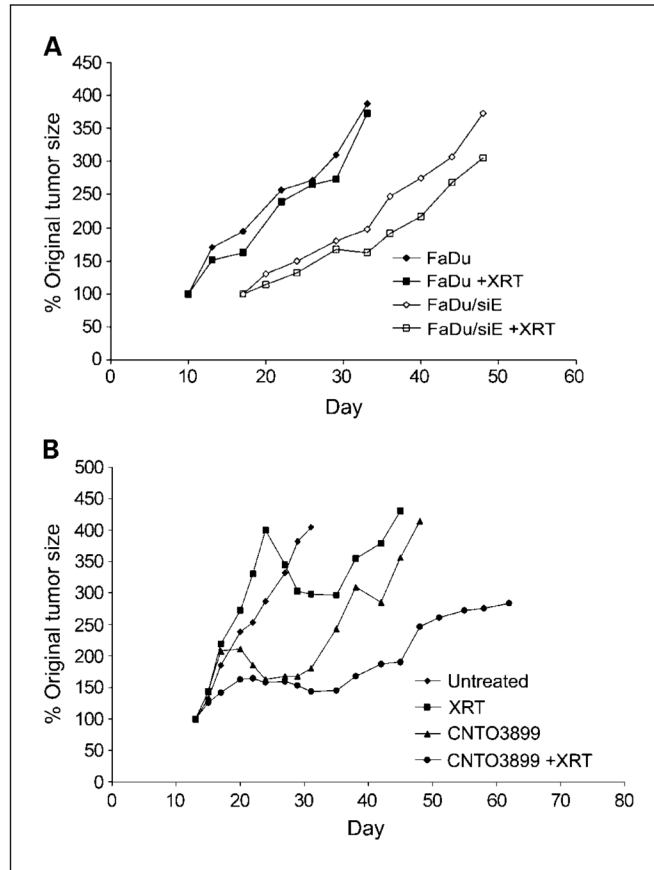 A
% Original tumor size
450
400
350
300
250
200
150
100
50
0
0 10 20 30 40 50 60
Day
FaDu
FaDu +XRT
FaDu/siE
FaDu/siE +XRT
B
% Original tumor size
500
450
400
350
300
250
200
150
100
50
0
0 10 20 30 40 50 60 70 80
Day
Untreated
XRT
CNTO3899
CNTO3899 +XRT